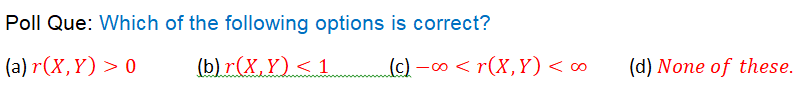 Poll Que: Which of the following options is correct?
(a) r(X,Y) > 0 (b) r(X,Y) < 1 (c) −∞ < r(X,Y) < ∞ (d) None of these.